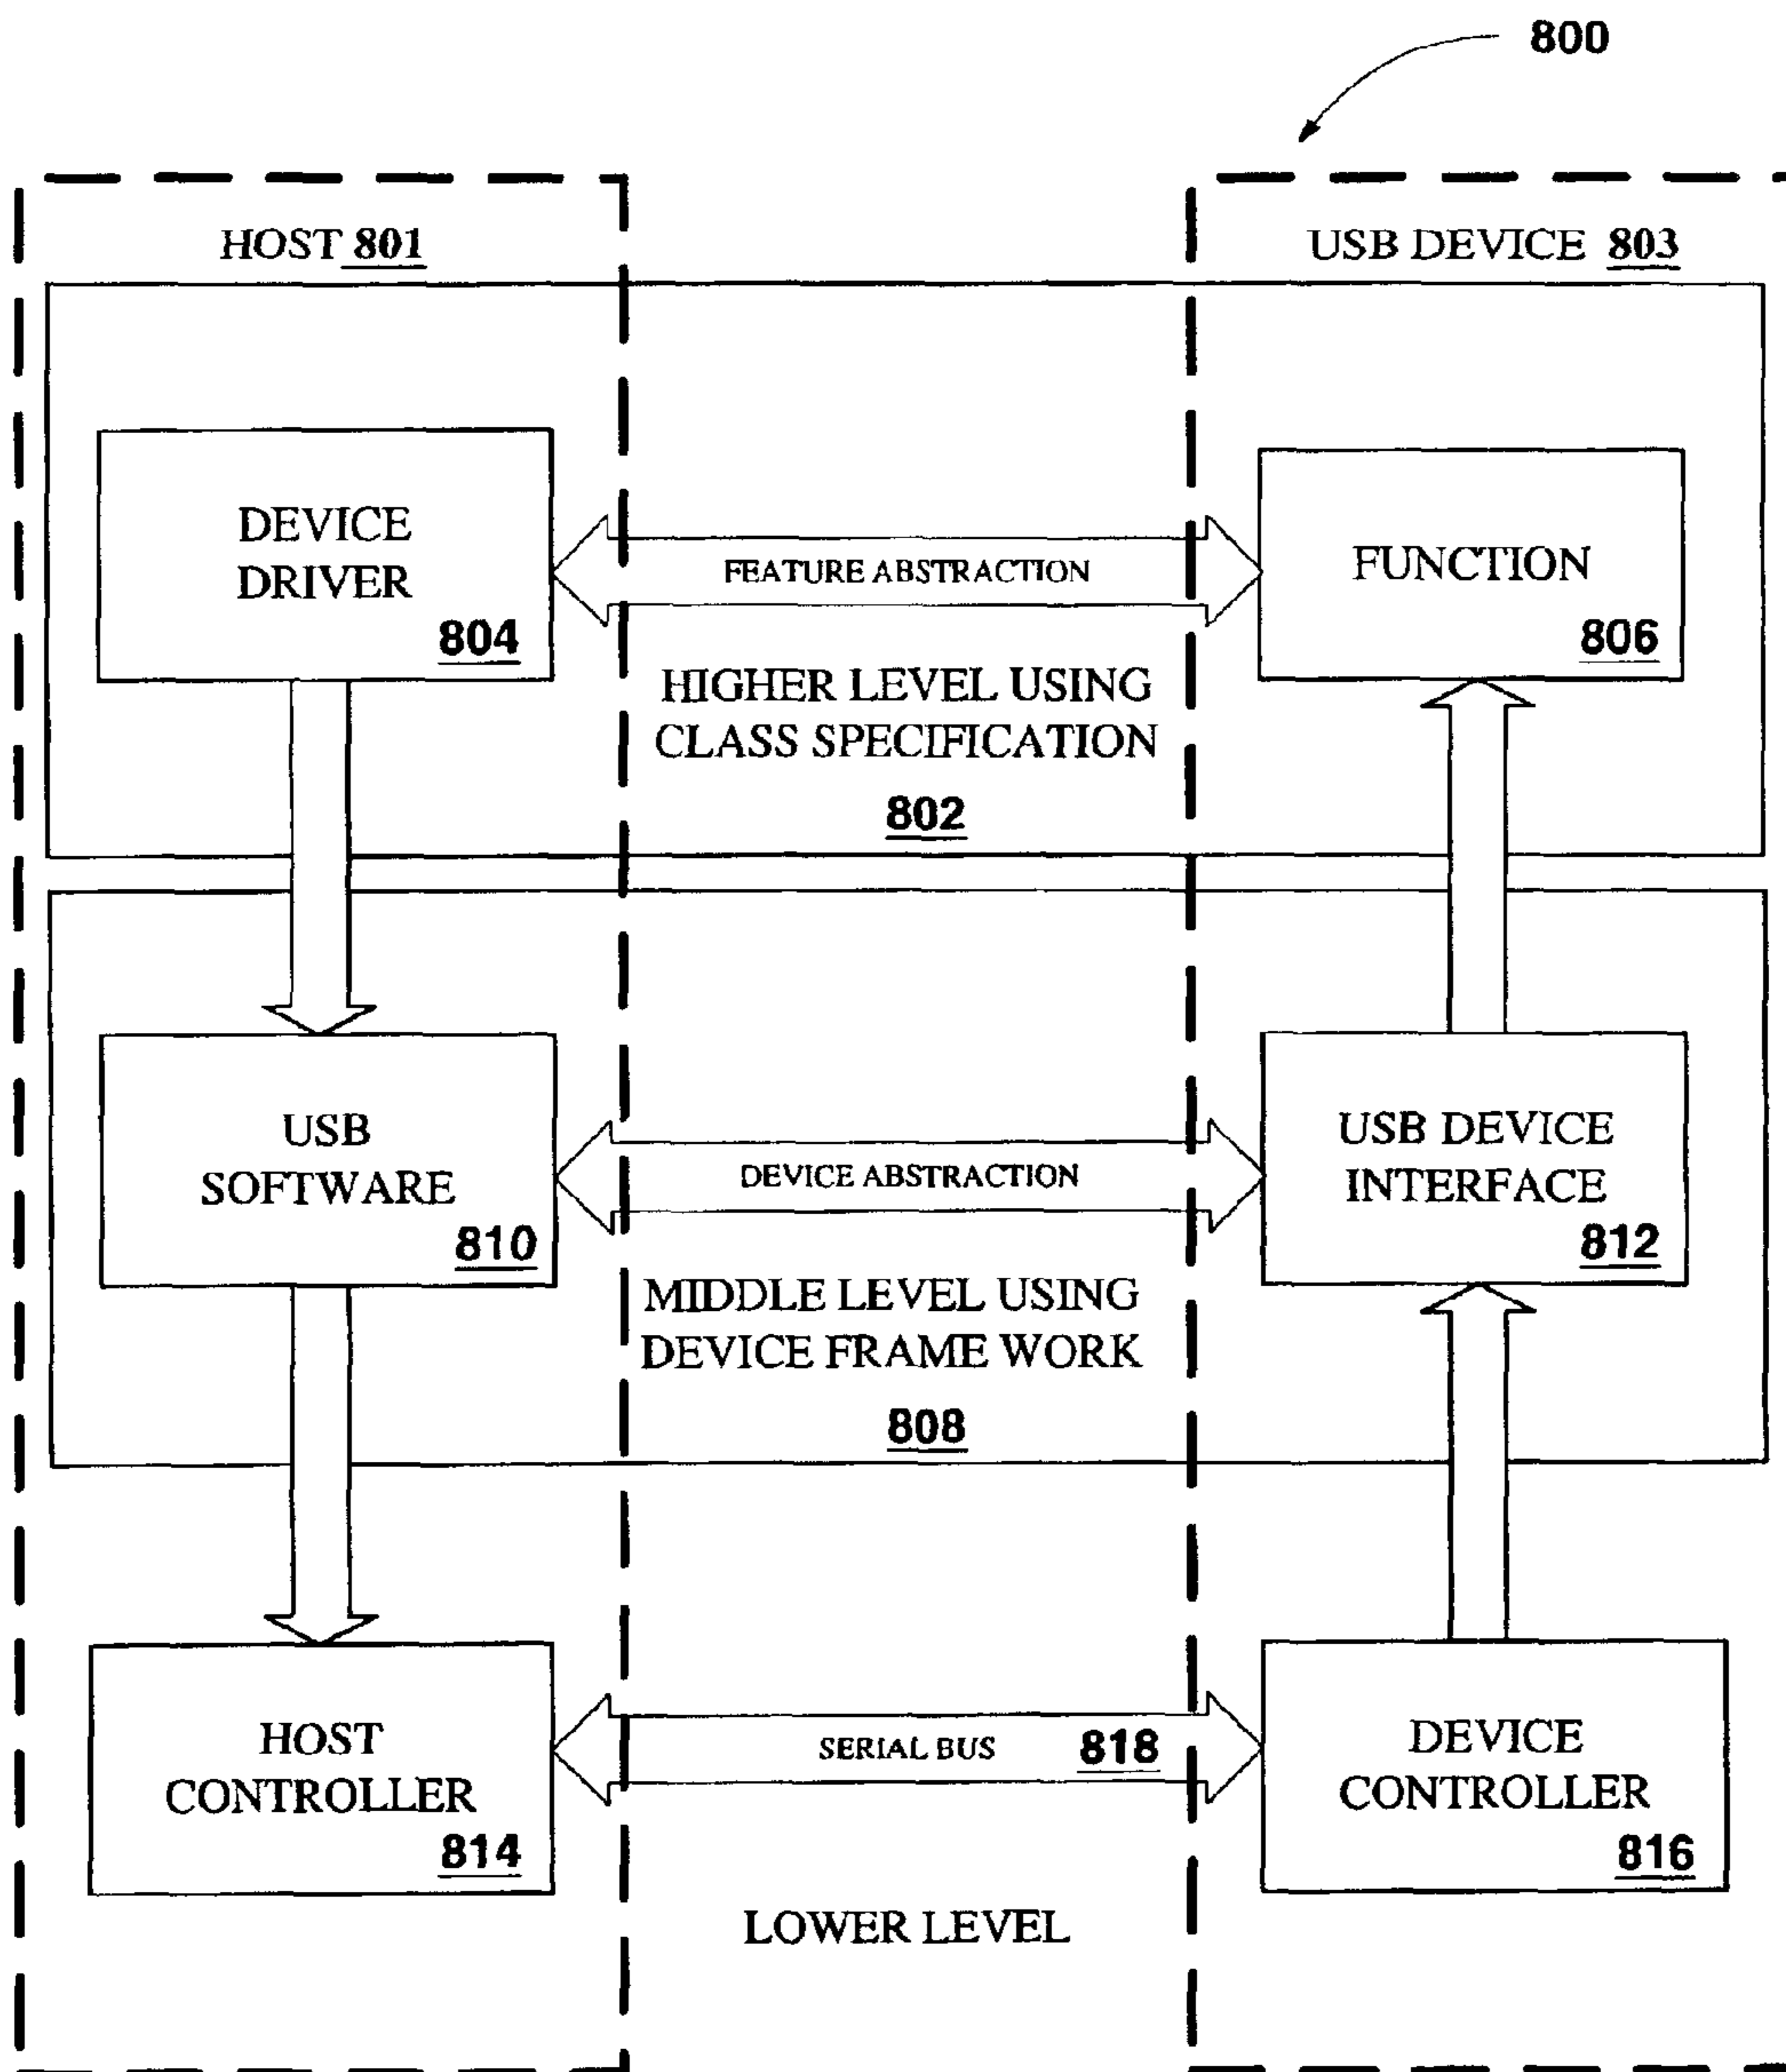 800
HOST 801
USB DEVICE 803
DEVICE
DRIVER
804
FEATURE ABSTRACTION
FUNCTION
806
HIGHER LEVEL USING
CLASS SPECIFICATION
802
USB
SOFTWARE
810
DEVICE ABSTRACTION
USB DEVICE
INTERFACE
812
MIDDLE LEVEL USING
DEVICE FRAME WORK
808
HOST
CONTROLLER
814
SERIAL BUS 818
DEVICE
CONTROLLER
816
LOWER LEVEL